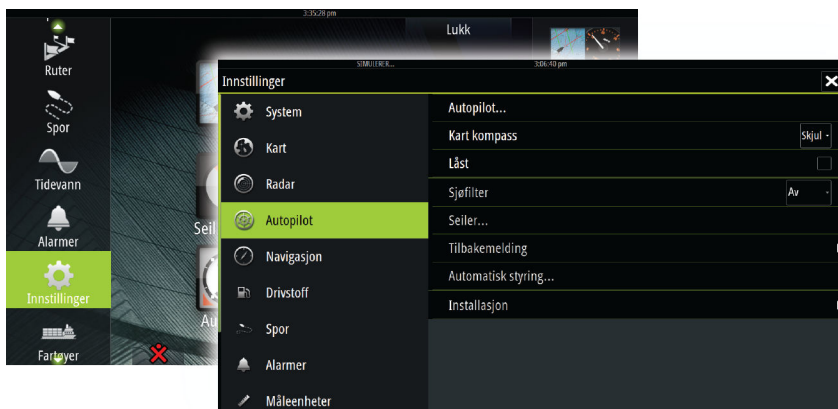 3:35:28 pm
Lukk
Ruter
Spor
Tidevann
Alarmer
Innstillinger
Fartøyer
Seil
Au
SIMULERER...
3:06:40 pm
Innstillinger
System
Kart
Radar
Autopilot
Navigasjon
Drivstoff
Spor
Alarmer
Måleenheter
Autopilot...
Kart kompass
Skjul
Låst
Sjøfilter
Av
Seiler...
Tilbakemelding
Automatisk styring...
Installasjon